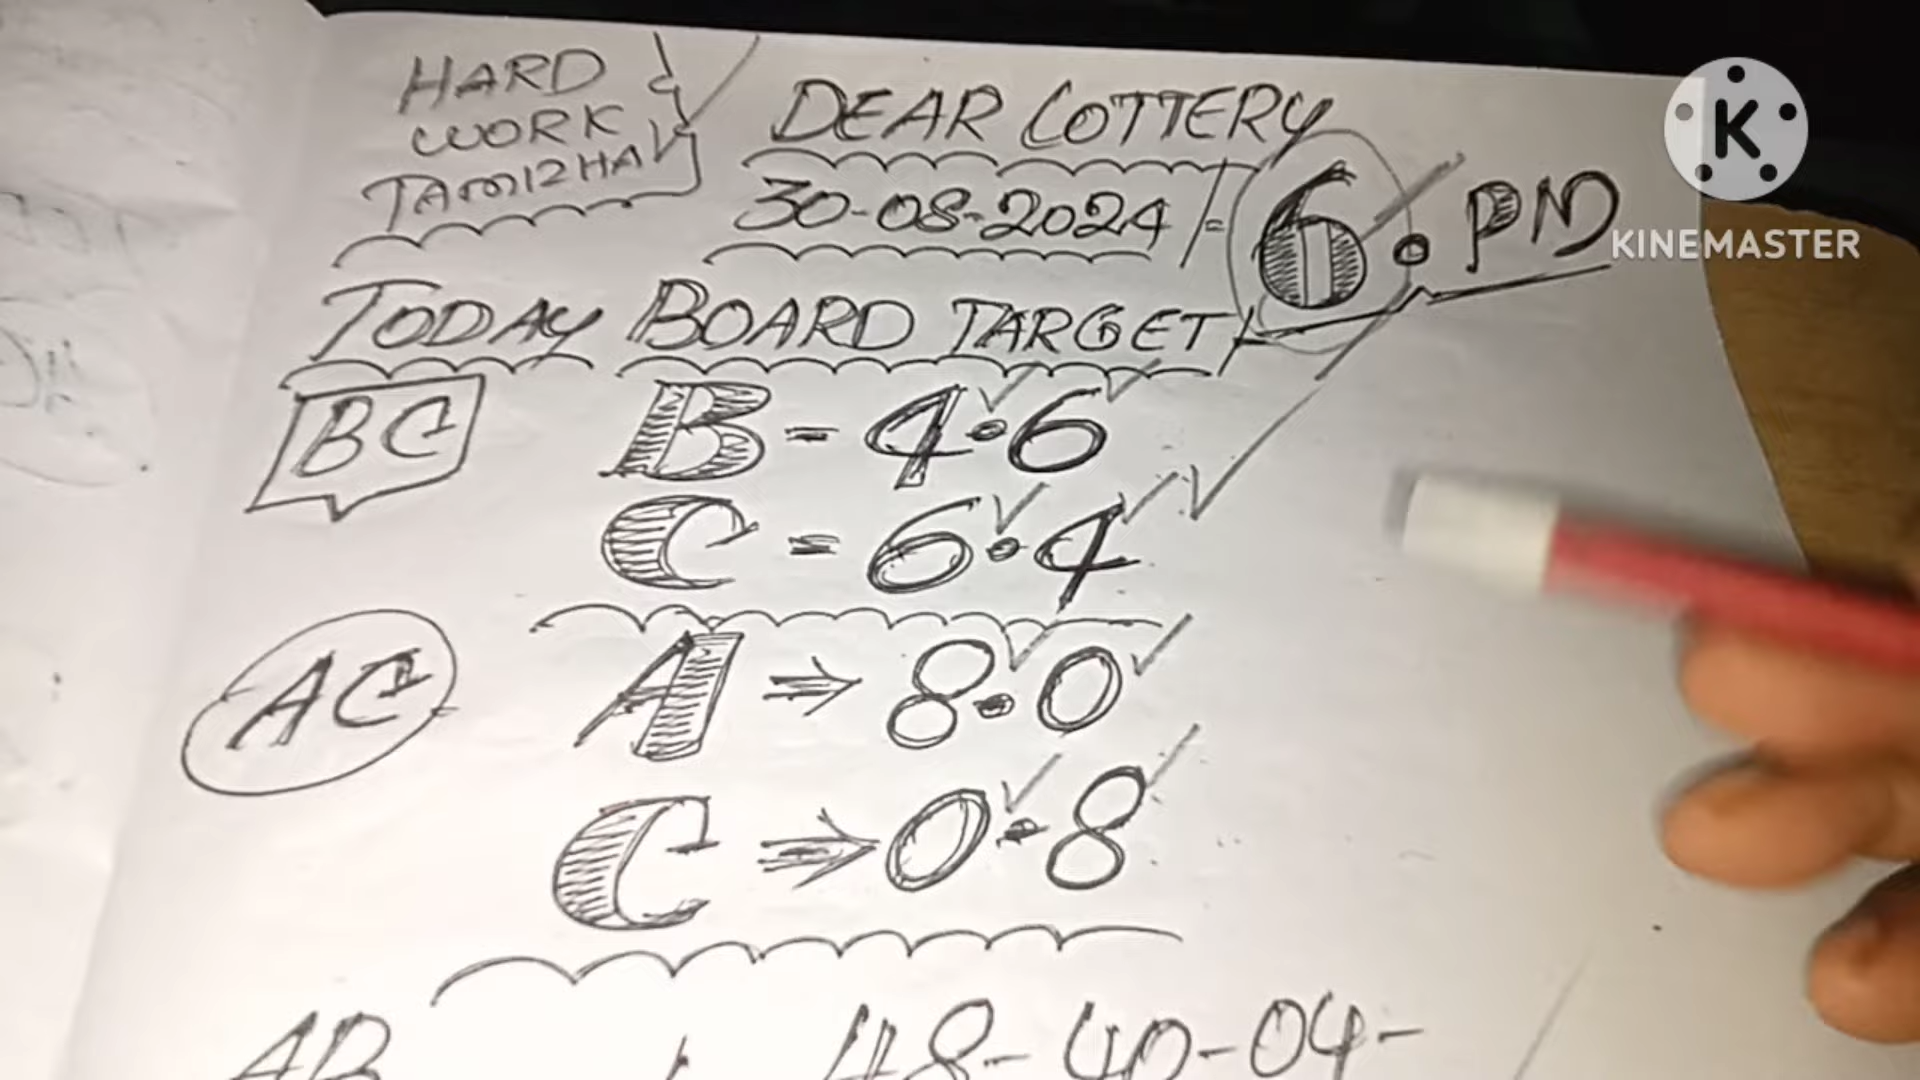 HARD
WORK
TAMIZHA
DEAR LOTTERY
30-08-2024 = 6.PM
TODAY BOARD TARGET
BC
B = 4.6
C = 6.4
AC
A ⇒ 8.0
C ⇒ 0.8
AB 48-40-04-
K
KINEMASTER